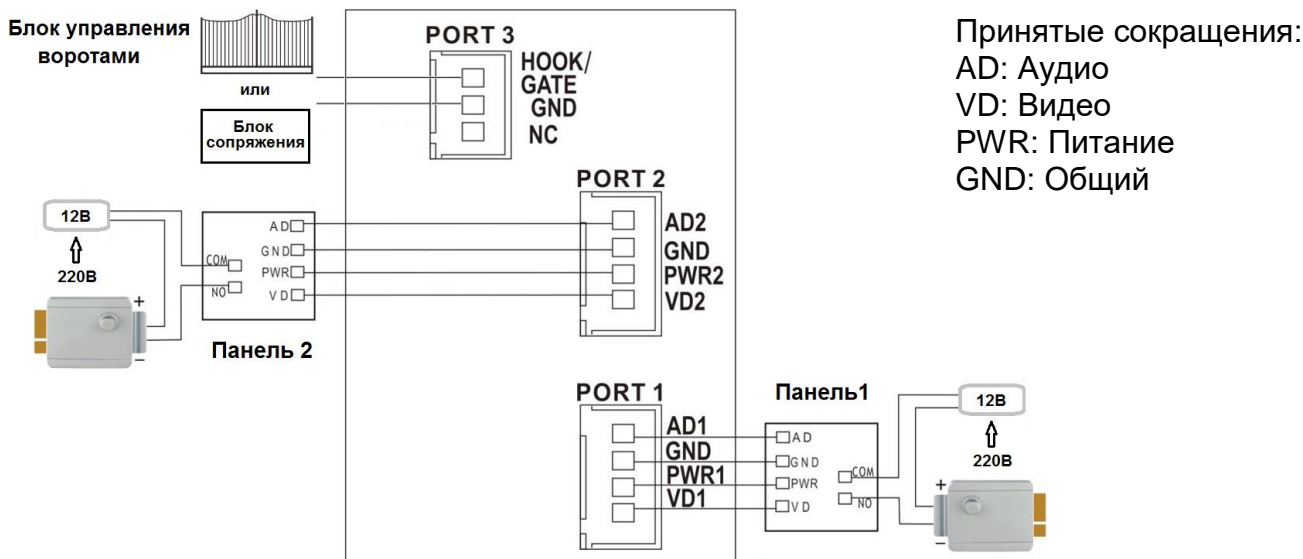 Блок управления
воротами
или
Блок
сопряжения
PORT 3
HOOK/
GATE
GND
NC
Принятые сокращения:
AD: Аудио
VD: Видео
PWR: Питание
GND: Общий
12В
220В
+
–
COM
NO
AD
GND
PWR
VD
Панель 2
PORT 2
AD2
GND
PWR2
VD2
PORT 1
AD1
GND
PWR1
VD1
Панель1
AD
GND
PWR
VD
COM
NO
12В
220В
+
–